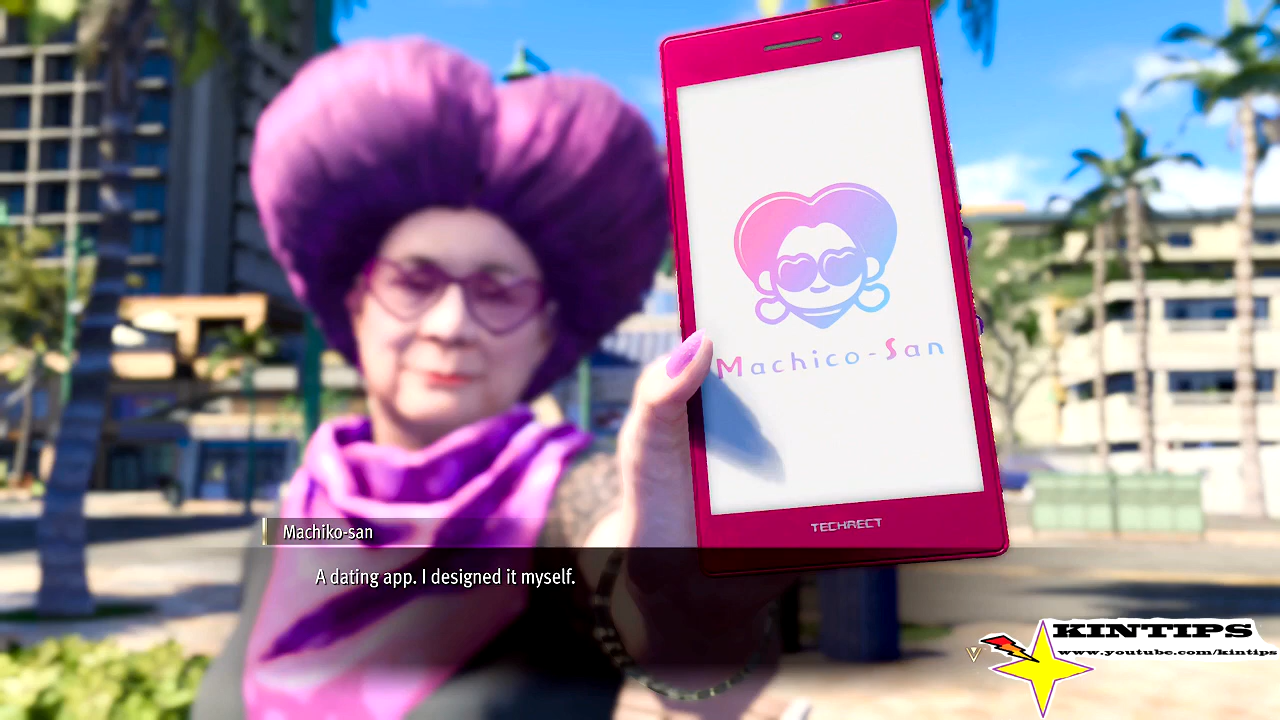 Machico-San
TECHRECT
Machiko-san
A dating app. I designed it myself.
KINTIPS
www.youtube.com/kintips